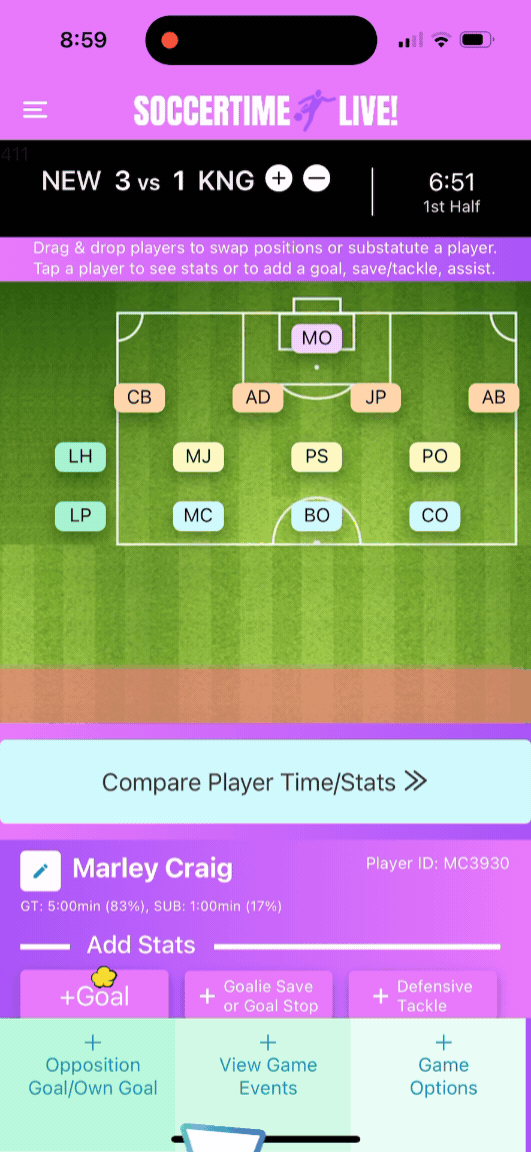 8:59
SOCCERTIME LIVE!
411
NEW 3 vs 1 KNG + −
6:51
1st Half
Drag & drop players to swap positions or substatute a player.
Tap a player to see stats or to add a goal, save/tackle, assist.
MO
CB AD JP AB
LH MJ PS PO
LP MC BO CO
Compare Player Time/Stats >>
Marley Craig
Player ID: MC3930
GT: 5:00min (83%), SUB: 1:00min (17%)
Add Stats
+Goal
+ Goalie Save
or Goal Stop
+ Defensive
Tackle
+
Opposition
Goal/Own Goal
+
View Game
Events
+
Game
Options